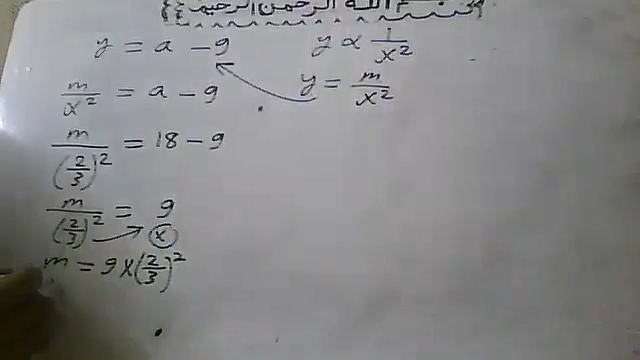 بسم الله الرحمن الرحيم
y = a - 9
y ∝ 1/x²
m/x² = a - 9
y = m/x²
m/(2/3)² = 18 - 9
m/(2/3)² = 9
x
m = 9 x (2/3)²